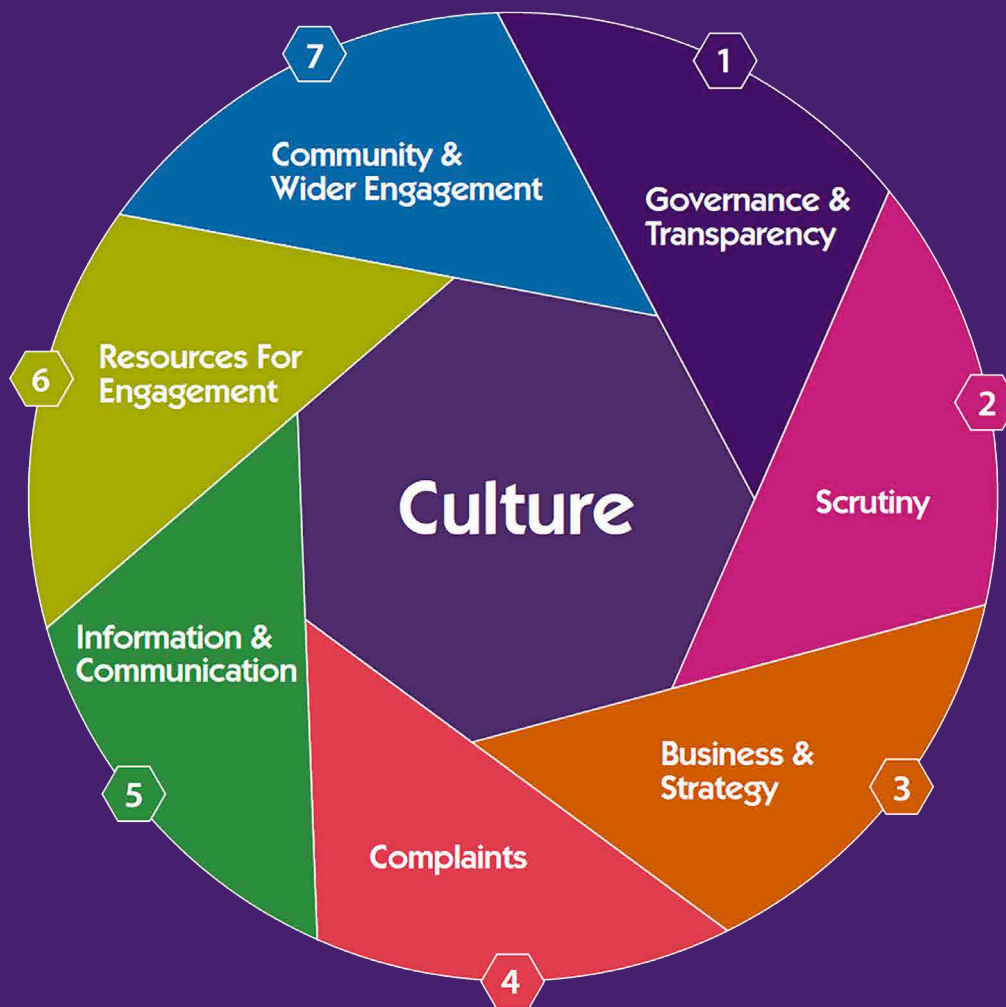 1
Governance &
Transparency
2
Scrutiny
3
Business &
Strategy
4
Complaints
5
Information &
Communication
6
Resources For
Engagement
7
Community &
Wider Engagement
Culture